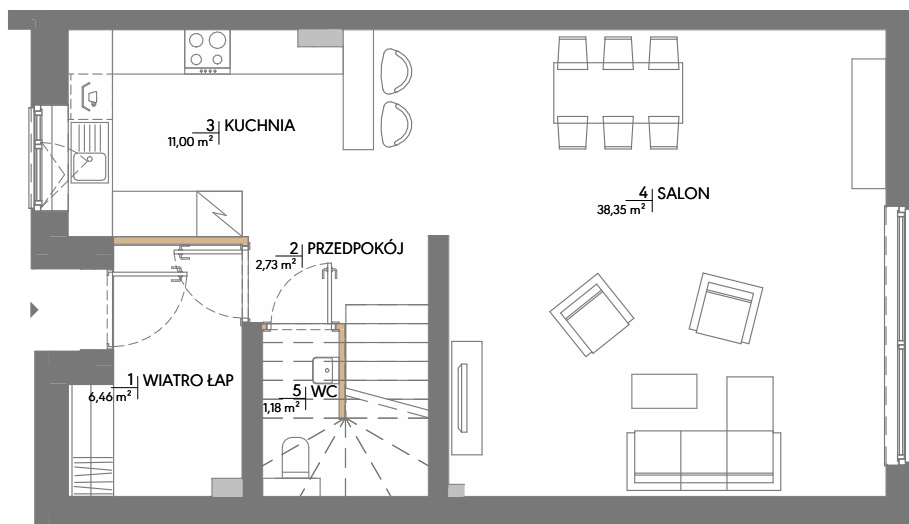 3 KUCHNIA
11,00 m²
4 SALON
38,35 m²
2 PRZEDPOKÓJ
2,73 m²
1 WIATRO ŁAP
6,46 m²
5 WC
1,18 m²